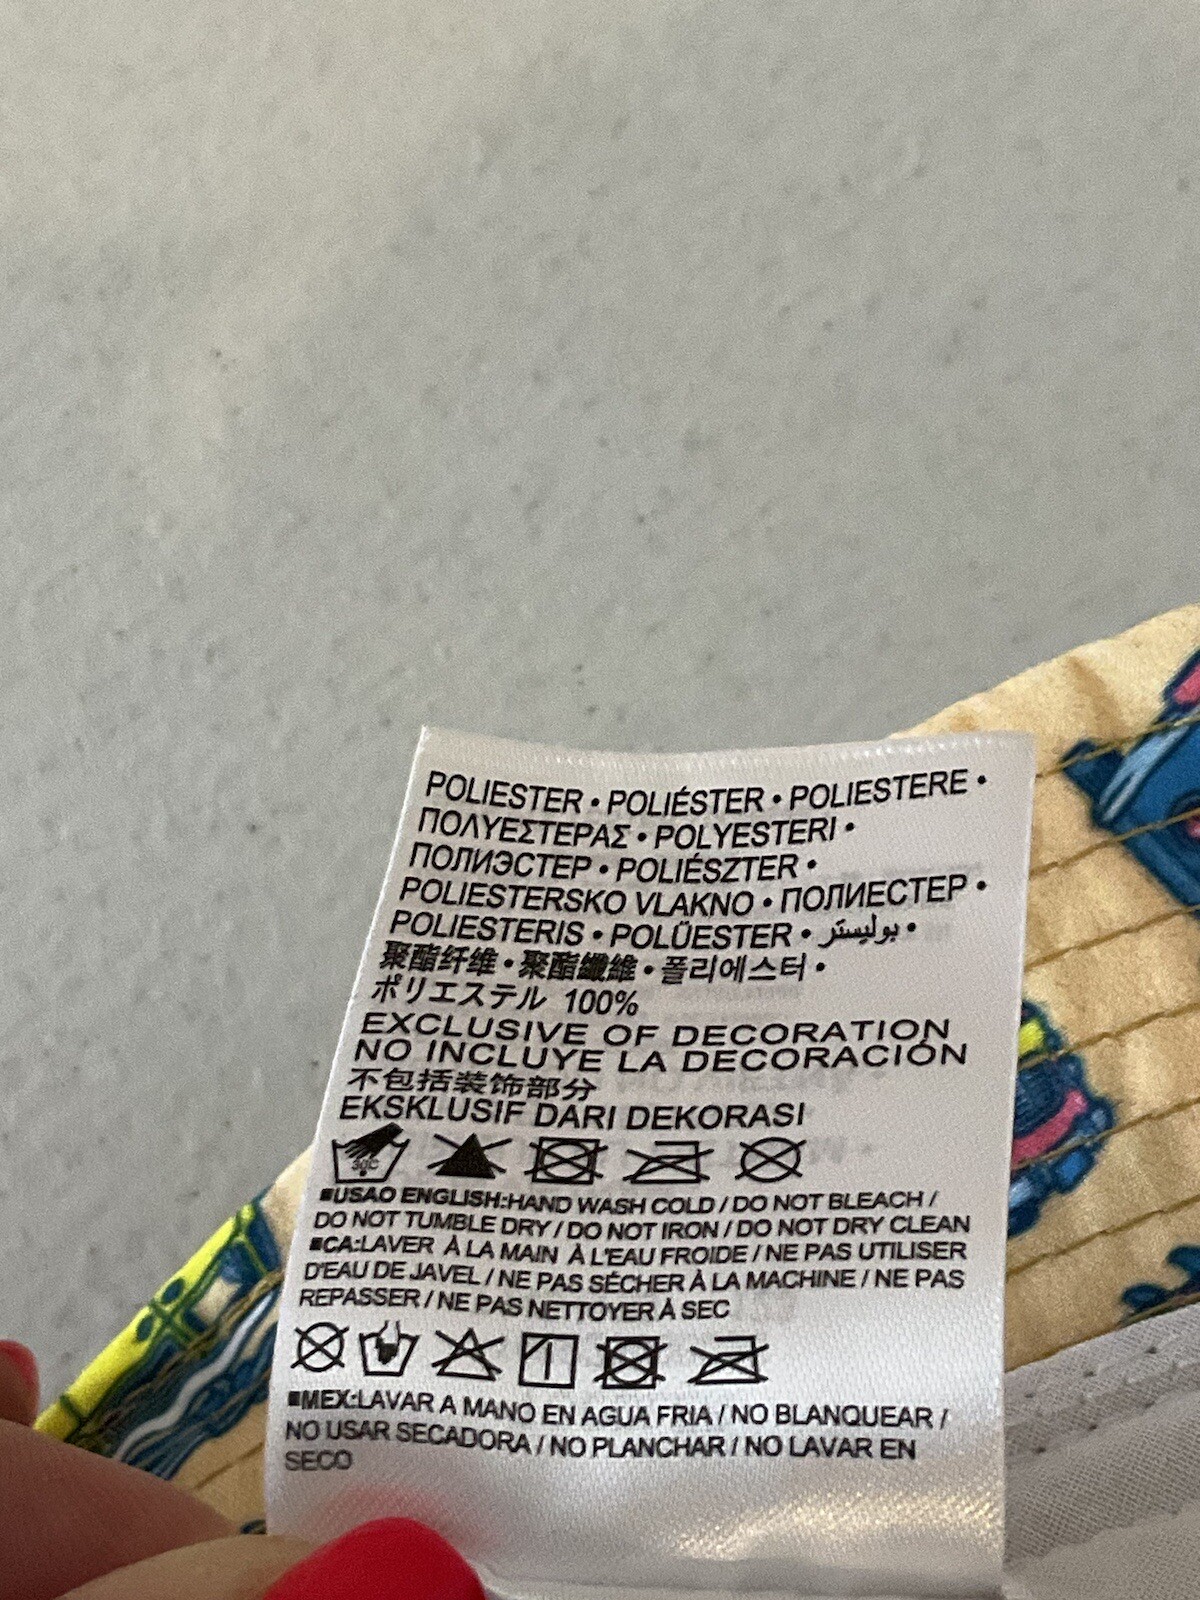 POLIESTER • POLIÉSTER • POLIESTERE •
ΠΟΛΥΕΣΤΕΡΑΣ • POLYESTERI •
ПОЛИЭСТЕР • POLIÉSZTER •
POLIESTERSKO VLAKNO • ПОЛИЕСТЕР •
POLIESTERIS • POLÜESTER • بوليستر •
聚酯纤维 • 聚酯纖維 • 폴리에스터 •
ポリエステル 100%
EXCLUSIVE OF DECORATION
NO INCLUYE LA DECORACIÓN
不包括装饰部分
EKSKLUSIF DARI DEKORASI
30°C
■USAO ENGLISH:HAND WASH COLD / DO NOT BLEACH /
DO NOT TUMBLE DRY / DO NOT IRON / DO NOT DRY CLEAN
■CA:LAVER À LA MAIN À L'EAU FROIDE / NE PAS UTILISER
D'EAU DE JAVEL / NE PAS SÉCHER À LA MACHINE / NE PAS
REPASSER / NE PAS NETTOYER À SEC
■MEX:LAVAR A MANO EN AGUA FRIA / NO BLANQUEAR /
NO USAR SECADORA / NO PLANCHAR / NO LAVAR EN
SECO